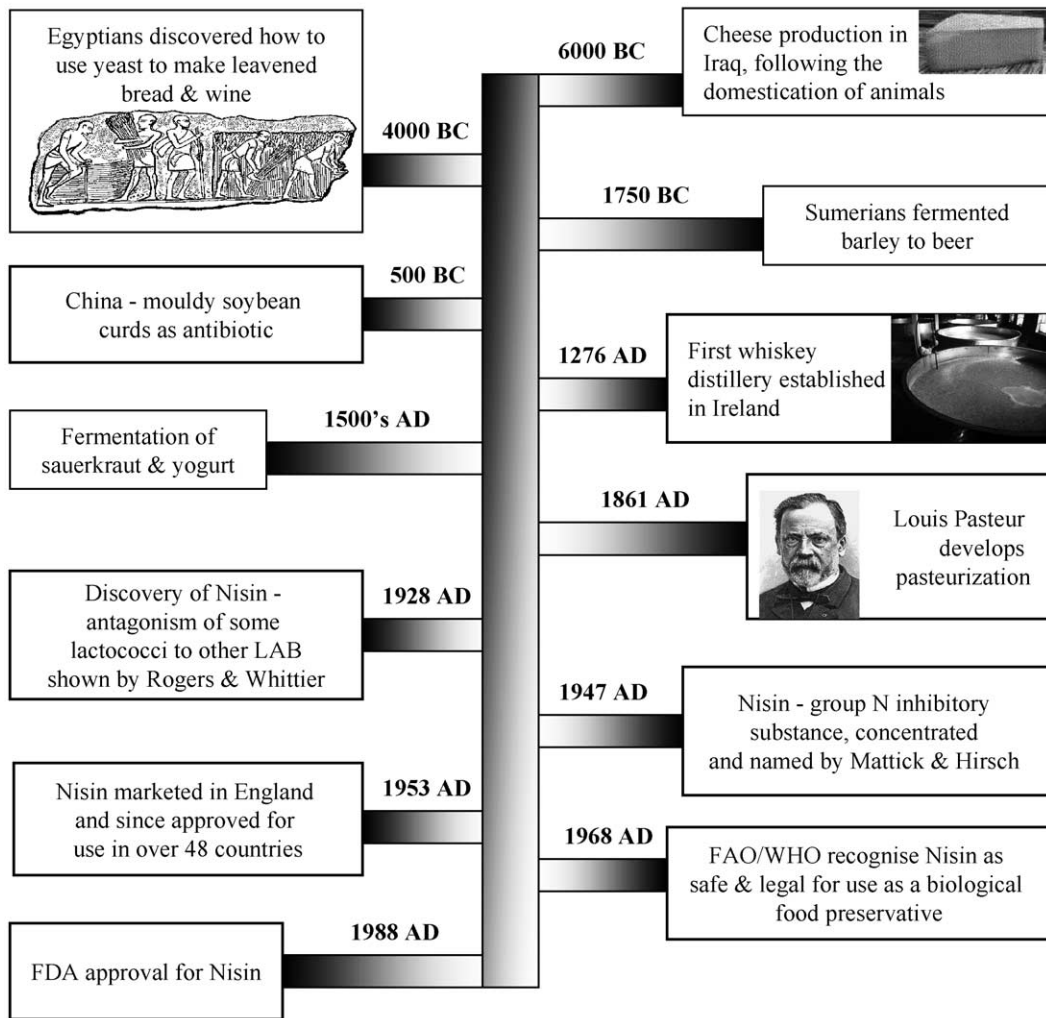 6000 BC
Cheese production in
Iraq, following the
domestication of animals
Egyptians discovered how to
use yeast to make leavened
bread & wine
4000 BC
1750 BC
Sumerians fermented
barley to beer
500 BC
China - mouldy soybean
curds as antibiotic
1276 AD
First whiskey
distillery established
in Ireland
1500's AD
Fermentation of
sauerkraut & yogurt
1861 AD
Louis Pasteur
develops
pasteurization
1928 AD
Discovery of Nisin -
antagonism of some
lactococci to other LAB
shown by Rogers & Whittier
1947 AD
Nisin - group N inhibitory
substance, concentrated
and named by Mattick & Hirsch
1953 AD
Nisin marketed in England
and since approved for
use in over 48 countries
1968 AD
FAO/WHO recognise Nisin as
safe & legal for use as a biological
food preservative
1988 AD
FDA approval for Nisin